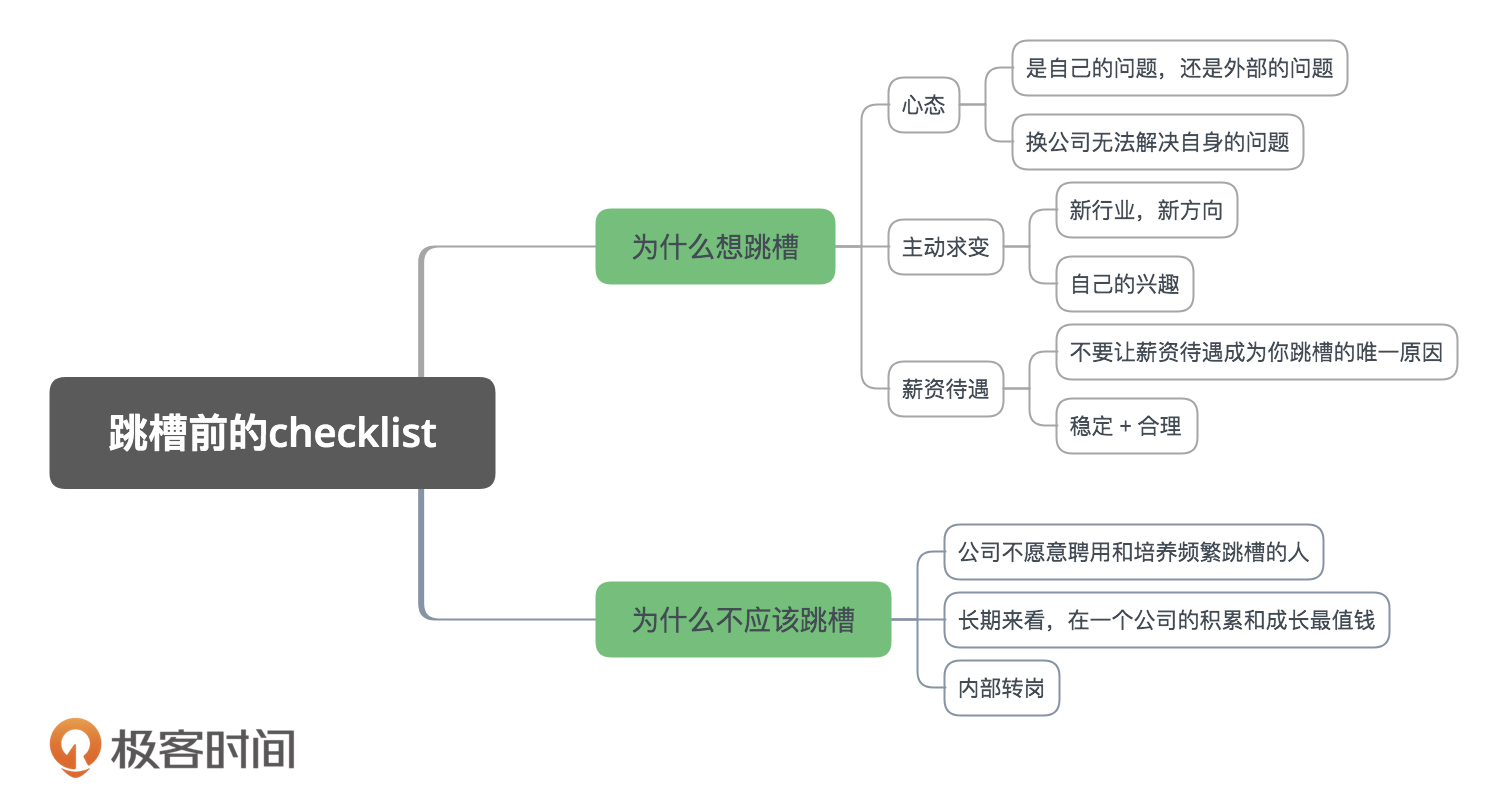 跳槽前的checklist
为什么想跳槽
心态
是自己的问题，还是外部的问题
换公司无法解决自身的问题
主动求变
新行业，新方向
自己的兴趣
薪资待遇
不要让薪资待遇成为你跳槽的唯一原因
稳定 + 合理
为什么不应该跳槽
公司不愿意聘用和培养频繁跳槽的人
长期来看，在一个公司的积累和成长最值钱
内部转岗
极客时间